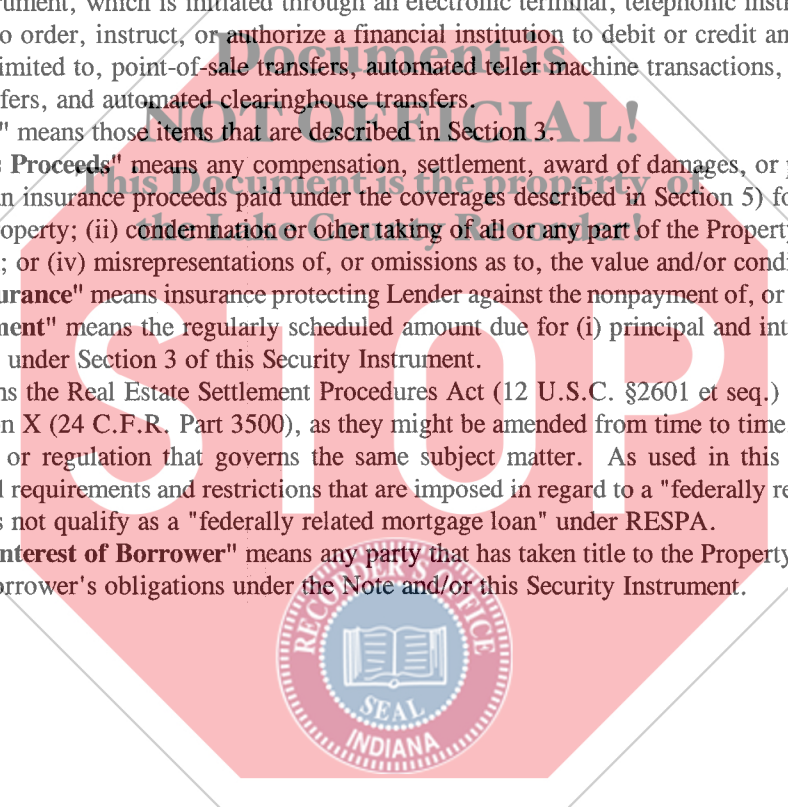 rument, which is initiated through an electronic terminal, telephonic inst
o order, instruct, or authorize a financial institution to debit or credit an
imited to, point-of-sale transfers, automated teller machine transactions,
fers, and automated clearinghouse transfers.
" means those items that are described in Section 3.
s Proceeds" means any compensation, settlement, award of damages, or p
n insurance proceeds paid under the coverages described in Section 5) fo
operty; (ii) condemnation or other taking of all or any part of the Property
; or (iv) misrepresentations of, or omissions as to, the value and/or condi
urance" means insurance protecting Lender against the nonpayment of, or
ment" means the regularly scheduled amount due for (i) principal and int
under Section 3 of this Security Instrument.
ns the Real Estate Settlement Procedures Act (12 U.S.C. §2601 et seq.)
n X (24 C.F.R. Part 3500), as they might be amended from time to time
or regulation that governs the same subject matter. As used in this
l requirements and restrictions that are imposed in regard to a "federally re
s not qualify as a "federally related mortgage loan" under RESPA.
nterest of Borrower" means any party that has taken title to the Property
orrower's obligations under the Note and/or this Security Instrument.
Document is
NOT OFFICIAL!
This Document is the property of
the Lake County Recorder!
STOP
RECORDER'S OFFICE
SEAL
INDIANA